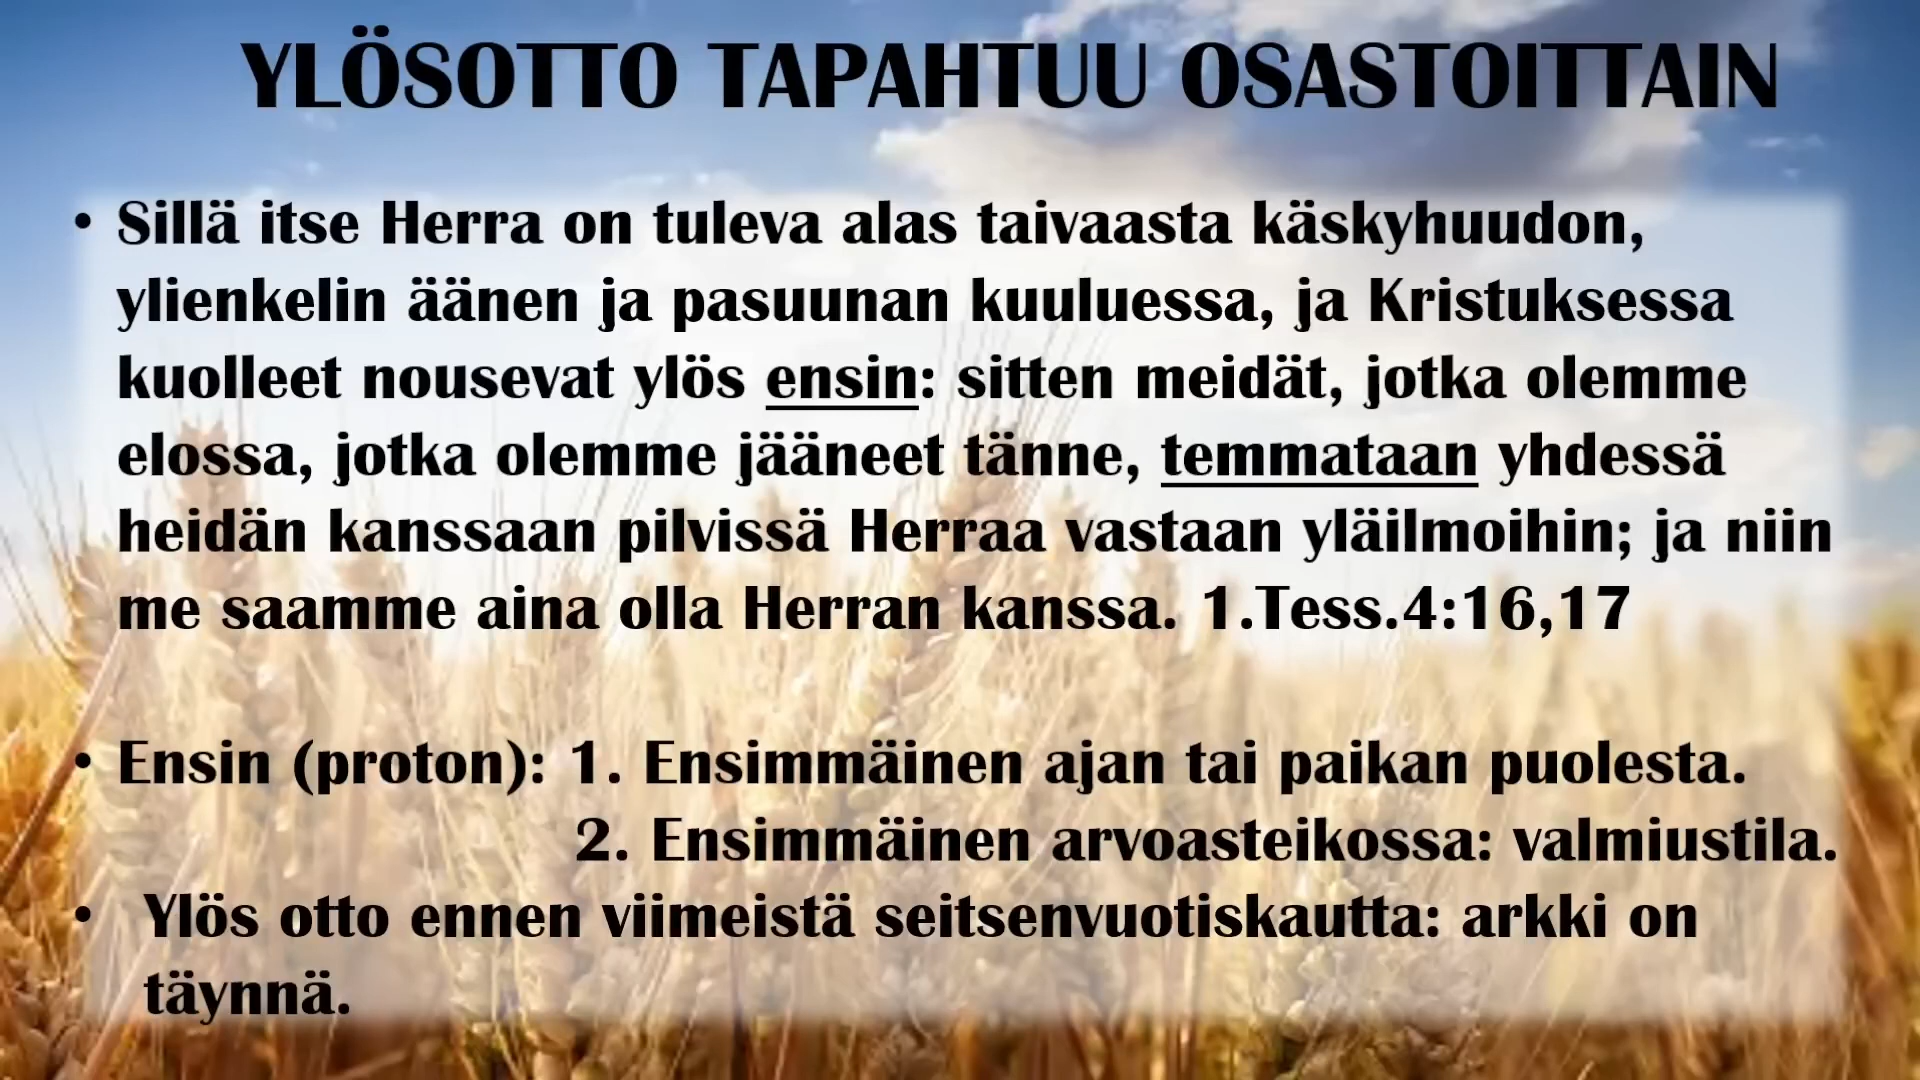 YLÖSOTTO TAPAHTUU OSASTOITTAIN
• Sillä itse Herra on tuleva alas taivaasta käskyhuudon,
ylienkelin äänen ja pasuunan kuuluessa, ja Kristuksessa
kuolleet nousevat ylös ensin: sitten meidät, jotka olemme
elossa, jotka olemme jääneet tänne, temmataan yhdessä
heidän kanssaan pilvissä Herraa vastaan yläilmoihin; ja niin
me saamme aina olla Herran kanssa. 1.Tess.4:16,17
• Ensin (proton): 1. Ensimmäinen ajan tai paikan puolesta.
2. Ensimmäinen arvoasteikossa: valmiustila.
• Ylös otto ennen viimeistä seitsenvuotiskautta: arkki on
täynnä.